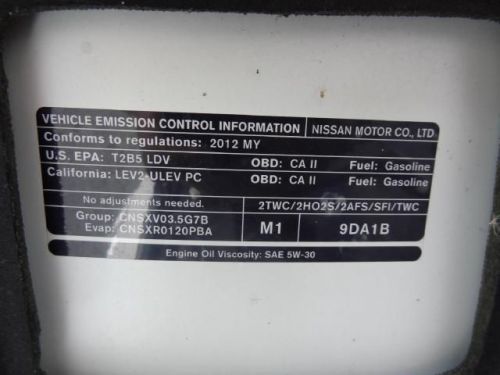 VEHICLE EMISSION CONTROL INFORMATION NISSAN MOTOR CO., LTD
Conforms to regulations: 2012 MY
U.S. EPA: T2B5 LDV OBD: CA II Fuel: Gasoline
California: LEV2-ULEV PC OBD: CA II Fuel: Gasoline
No adjustments needed. 2TWC/2HO2S/2AFS/SFI/TWC
Group: CNSXV03.5G7B
Evap: CNSXR0120PBA M1 9DA1B
Engine Oil Viscosity: SAE 5W-30